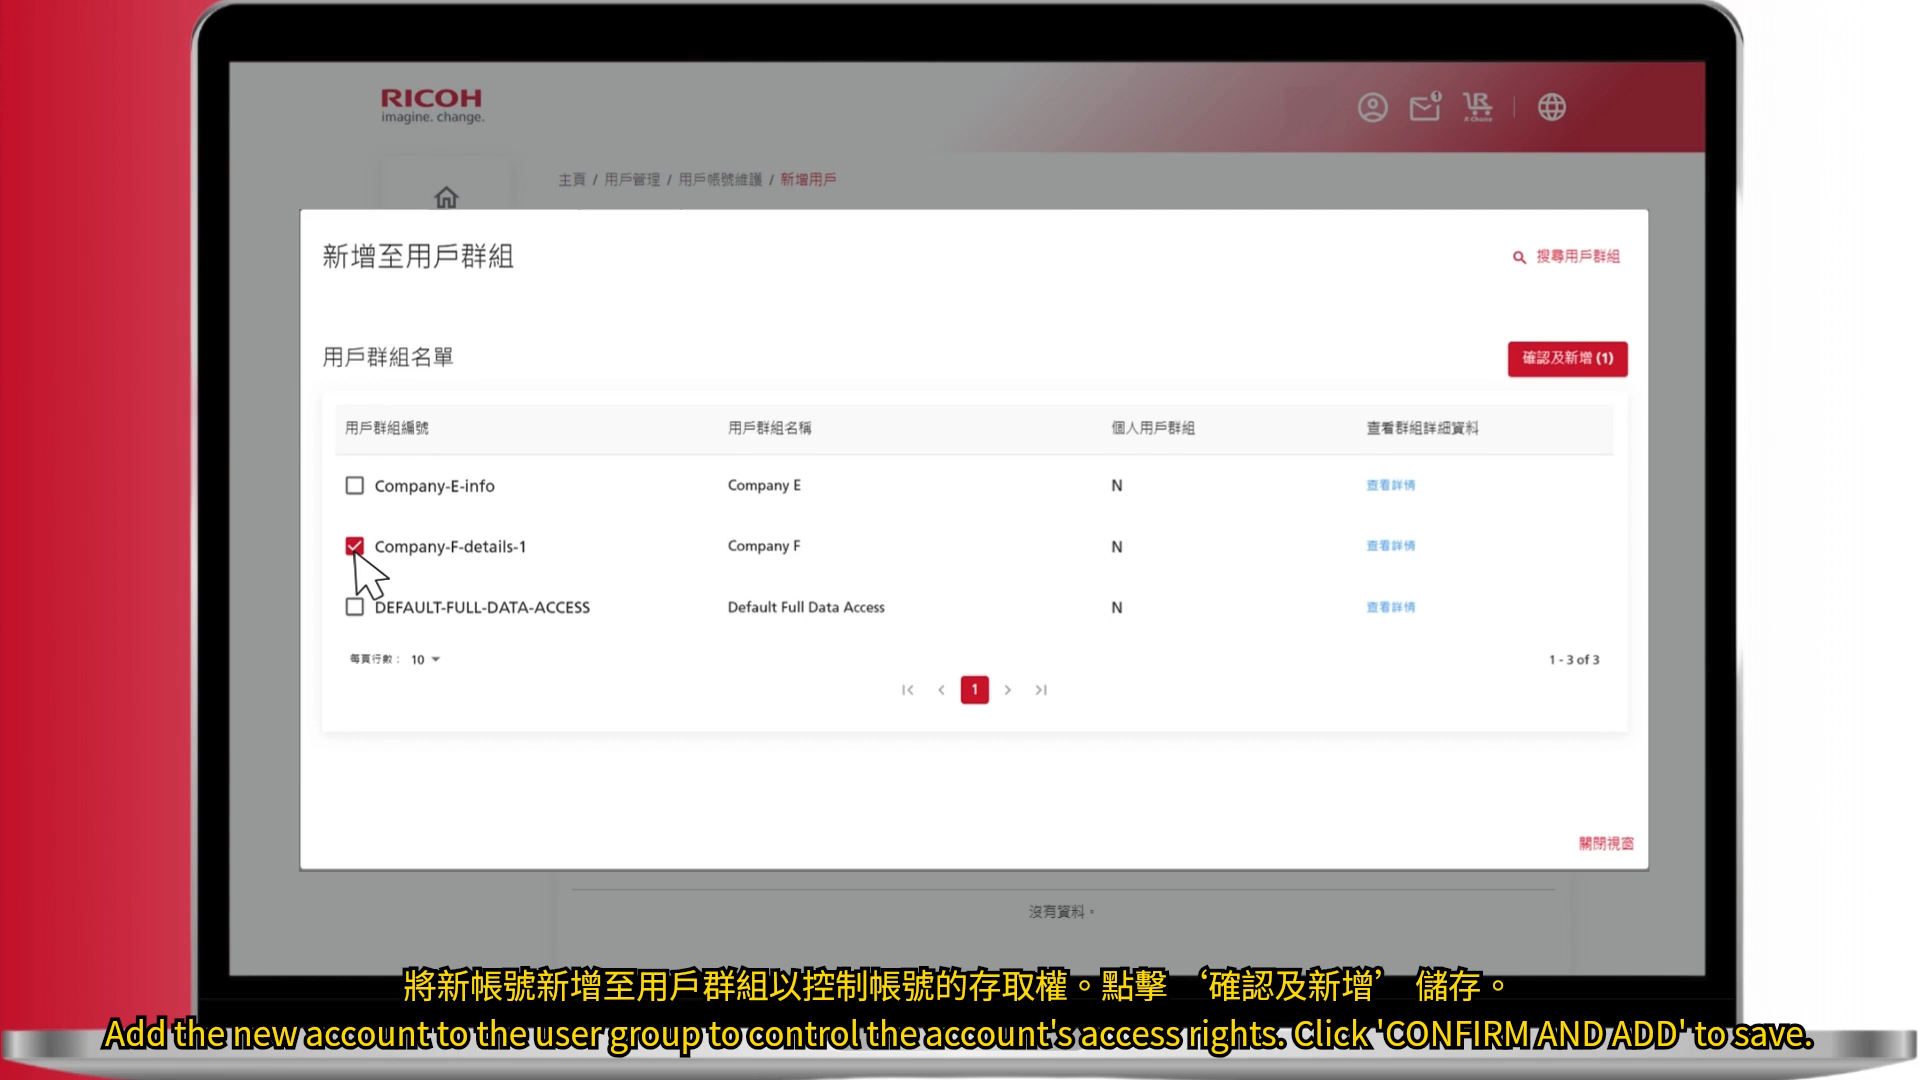 RICOH
imagine. change.
1
R Choice
主頁 / 用戶管理 / 用戶帳號維護 / 新增用戶
新增至用戶群組
搜尋用戶群組
用戶群組名單
確認及新增 (1)
用戶群組編號 用戶群組名稱 個人用戶群組 查看群組詳細資料
Company-E-info Company E N 查看詳情
Company-F-details-1 Company F N 查看詳情
DEFAULT-FULL-DATA-ACCESS Default Full Data Access N 查看詳情
每頁行數： 10 1 - 3 of 3
1
關閉視窗
沒有資料。
將新帳號新增至用戶群組以控制帳號的存取權。點擊 ‘確認及新增’ 儲存。
Add the new account to the user group to control the account's access rights. Click 'CONFIRM AND ADD' to save.